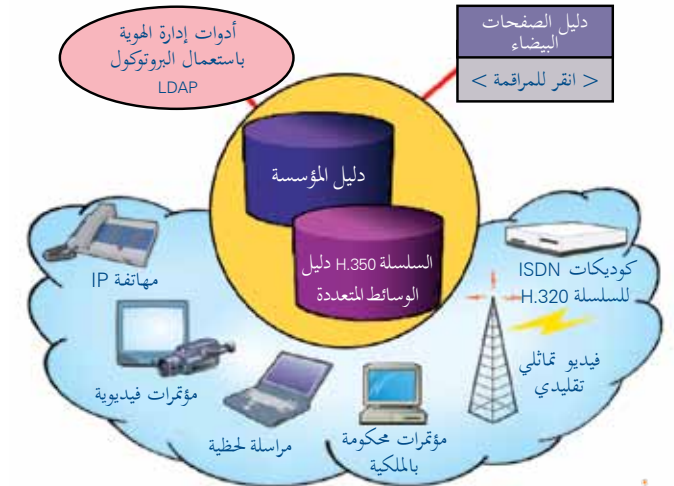 دليل الصفحات
البيضاء
< انقر للمراقمة >
أدوات إدارة الهوية
باستعمال البروتوكول
LDAP
دليل المؤسسة
السلسلة H.350 دليل
الوسائط المتعددة
كوديكات ISDN
للسلسلة H.320
مهاتفة IP
فيديو تماثلي
تقليدي
مؤتمرات فيديوية
مراسلة لحظية
مؤتمرات محكومة
بالملكية